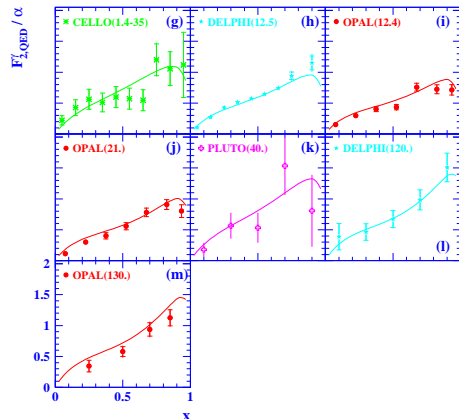 F^γ_2,QED / α
CELLO(1.4-35) (g)
DELPHI(12.5) (h)
OPAL(12.4) (i)
OPAL(21.) (j)
PLUTO(40.) (k)
DELPHI(120.) (l)
OPAL(130.) (m)
2
1.5
1
0.5
0
0 0.5 1
x